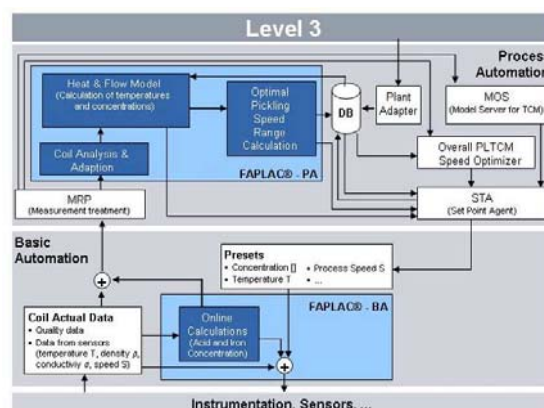 Level 3
Process
Automation
Heat & Flow Model
(Calculation of temperatures
and concentrations)
Optimal
Pickling
Speed
Range
Calculation
DB
Plant
Adapter
MOS
(Model Server for TCM)
Coil Analysis &
Adaption
Overall PLTCM
Speed Optimizer
FAPLAC® - PA
MRP
(Measurement treatment)
STA
(Set Point Agent)
Basic
Automation
Presets
• Concentration [] • Process Speed S
• Temperature T • ...
+
FAPLAC® - BA
Coil Actual Data
• Quality data
• Data from sensors
(temperature T, density ρ,
conductiviy σ, speed S)
Online
Calculations
(Acid and Iron
Concentration)
+
Instrumentation, Sensors, ...